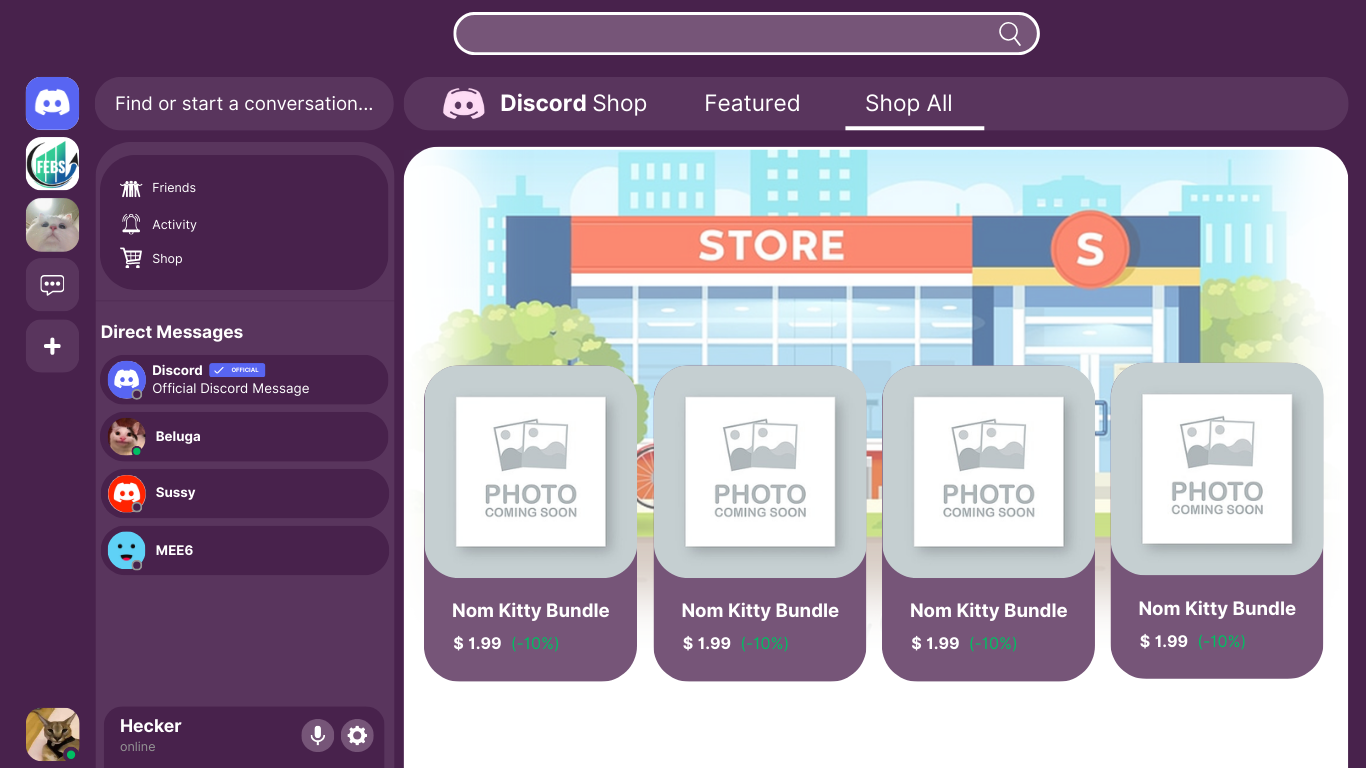 Find or start a conversation...
Discord Shop
Featured
Shop All
FEBS
Friends
Activity
Shop
Direct Messages
Discord
OFFICIAL
Official Discord Message
Beluga
Sussy
MEE6
Hecker
online
STORE
S
PHOTO
COMING SOON
Nom Kitty Bundle
$ 1.99 (-10%)
PHOTO
COMING SOON
Nom Kitty Bundle
$ 1.99 (-10%)
PHOTO
COMING SOON
Nom Kitty Bundle
$ 1.99 (-10%)
PHOTO
COMING SOON
Nom Kitty Bundle
$ 1.99 (-10%)